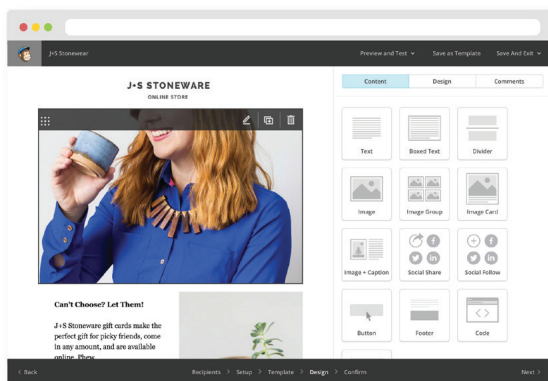 J+S Stonewear
Preview and Test
Save as Template
Save And Exit
J+S STONEWARE
ONLINE STORE
Content
Design
Comments
Text
Boxed Text
Divider
Image
Image Group
Image Card
Image + Caption
Social Share
Social Follow
Button
Footer
Code
Can't Choose? Let Them!
J+S Stoneware gift cards make the
perfect gift for picky friends, come
in any amount, and are available
online. Phew.
< Back
Recipients > Setup > Template > Design > Confirm
Next >